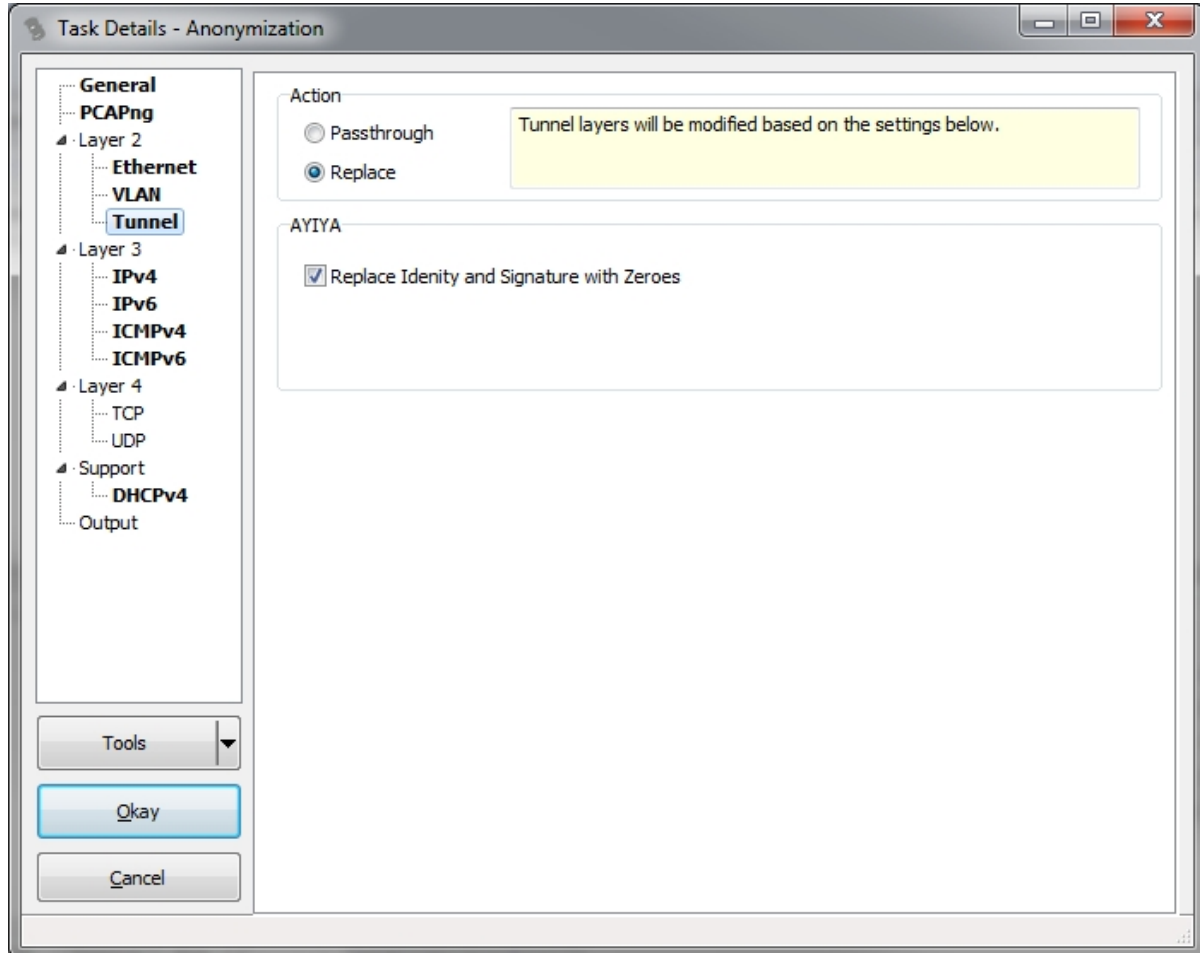 Task Details - Anonymization
General
PCAPng
Layer 2
Ethernet
VLAN
Tunnel
Layer 3
IPv4
IPv6
ICMPv4
ICMPv6
Layer 4
TCP
UDP
Support
DHCPv4
Output
Tools
Okay
Cancel
Action
Passthrough
Replace
Tunnel layers will be modified based on the settings below.
AYIYA
Replace Idenity and Signature with Zeroes